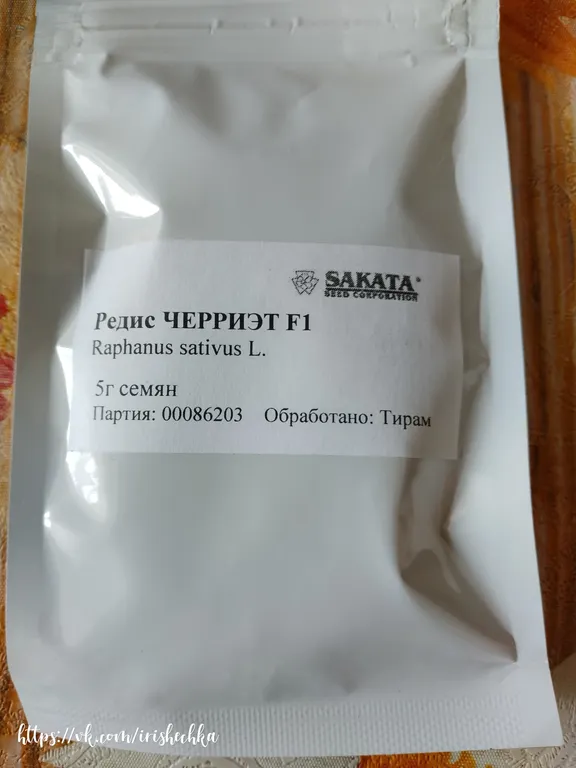 SAKATA®
SEED CORPORATION
Редис ЧЕРРИЭТ F1
Raphanus sativus L.
5г семян
Партия: 00086203 Обработано: Тирам
https://vk.com/irishechka